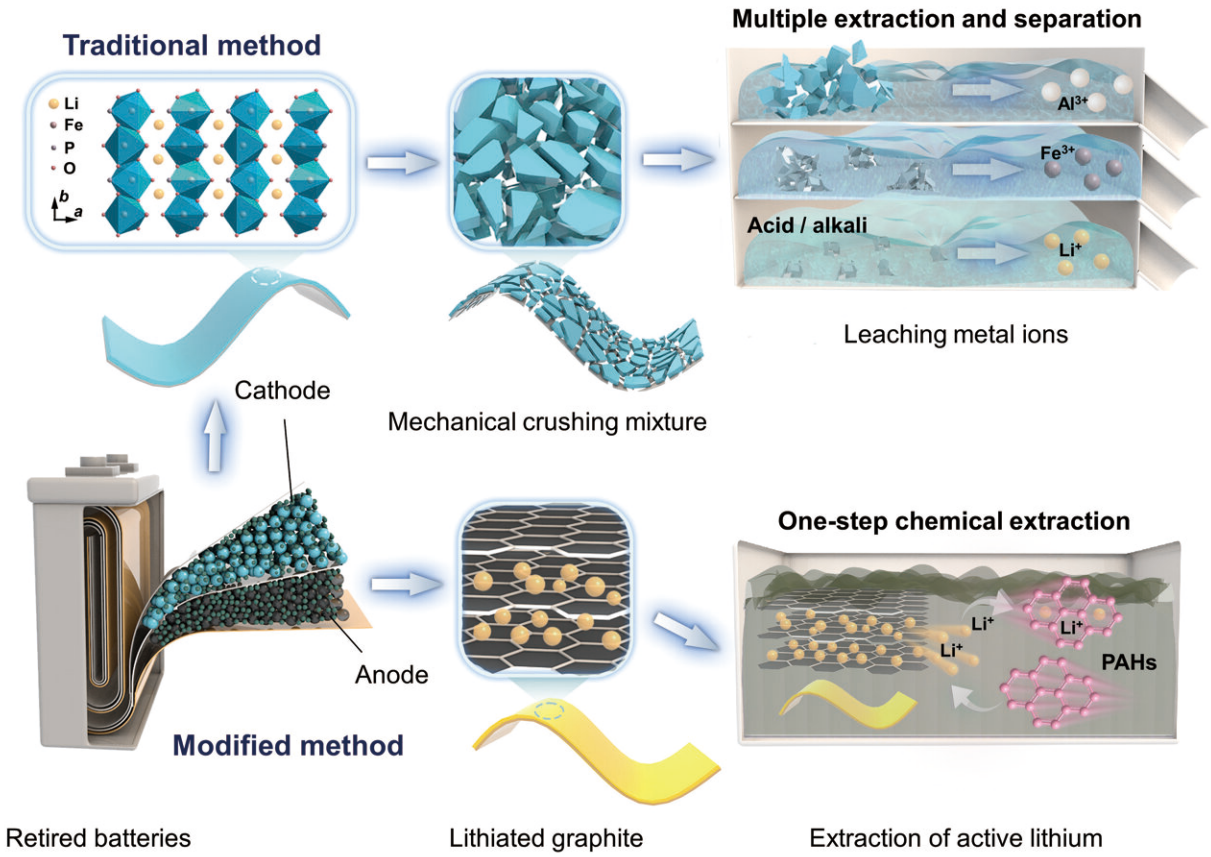 Traditional method
Multiple extraction and separation
Li
Fe
P
O
b
a
Al³⁺
Fe³⁺
Acid / alkali
Li⁺
Leaching metal ions
Cathode
Mechanical crushing mixture
Anode
Modified method
One-step chemical extraction
Li⁺
Li⁺
Li⁺
PAHs
Retired batteries
Lithiated graphite
Extraction of active lithium